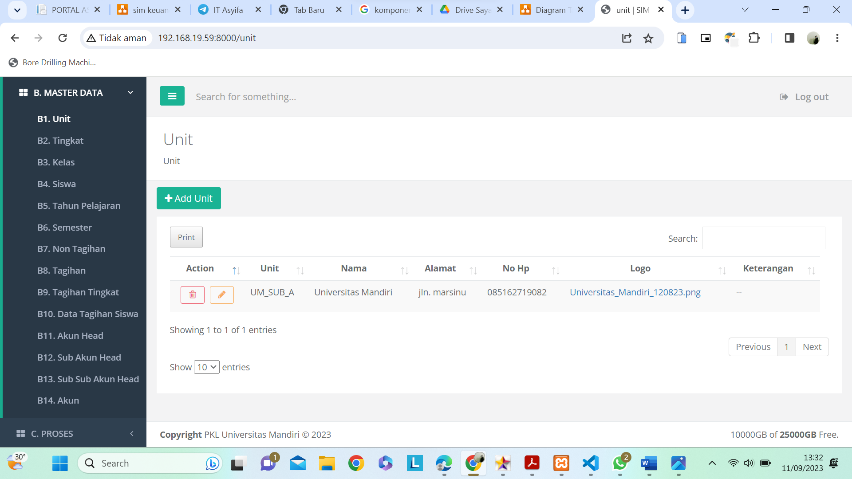 PORTAL A
sim keuan
IT Asyila
Tab Baru
kompone
Drive Say
Diagram T
unit | SIM
Tidak aman
192.168.19.59:8000/unit
Bore Drilling Machi...
B. MASTER DATA
B1. Unit
B2. Tingkat
B3. Kelas
B4. Siswa
B5. Tahun Pelajaran
B6. Semester
B7. Non Tagihan
B8. Tagihan
B9. Tagihan Tingkat
B10. Data Tagihan Siswa
B11. Akun Head
B12. Sub Akun Head
B13. Sub Sub Akun Head
B14. Akun
C. PROSES
Search for something...
Log out
Unit
Unit
Add Unit
Print
Search:
Action Unit Nama Alamat No Hp Logo Keterangan
UM_SUB_A Universitas Mandiri jln. marsinu 085162719082 Universitas_Mandiri_120823.png --
Showing 1 to 1 of 1 entries
Previous 1 Next
Show 10 entries
Copyright PKL Universitas Mandiri © 2023
10000GB of 25000GB Free.
30°
Search
1
2
13:32
11/09/2023